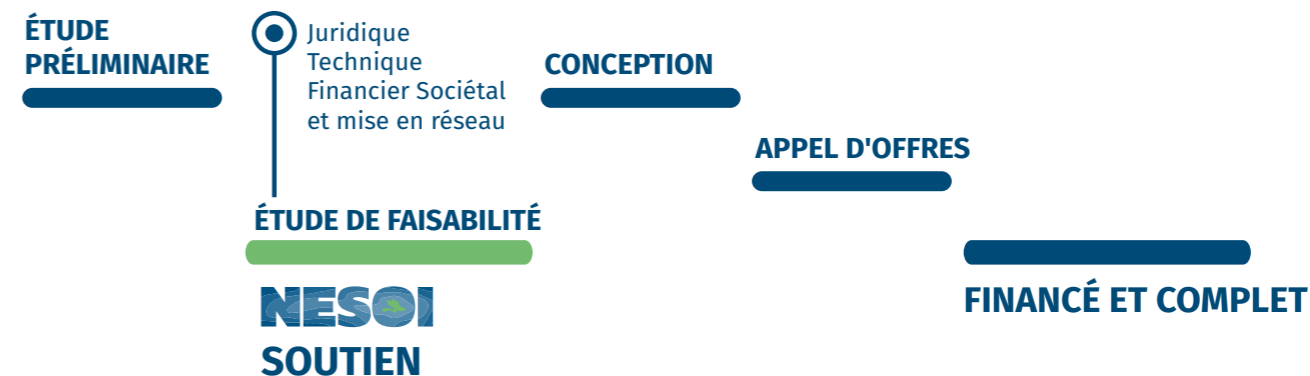 ÉTUDE
PRÉLIMINAIRE
Juridique
Technique
Financier Sociétal
et mise en réseau
ÉTUDE DE FAISABILITÉ
NESOI
SOUTIEN
CONCEPTION
APPEL D'OFFRES
FINANCÉ ET COMPLET